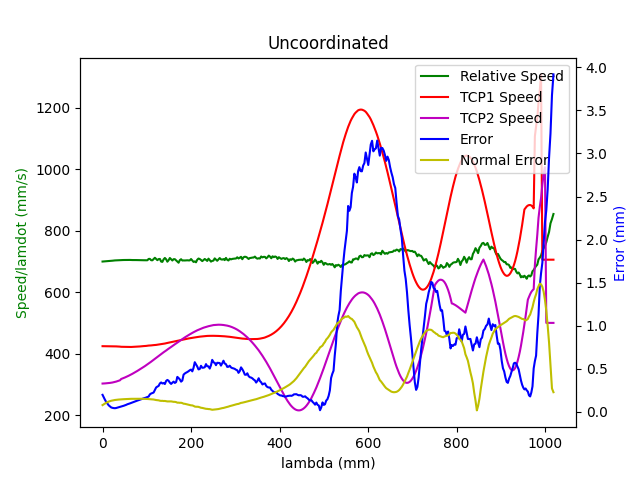 Uncoordinated
Relative Speed
TCP1 Speed
TCP2 Speed
Error
Normal Error
Speed/lamdot (mm/s)
1200
1000
800
600
400
200
4.0
3.5
3.0
2.5
2.0
1.5
1.0
0.5
0.0
Error (mm)
0 200 400 600 800 1000
lambda (mm)